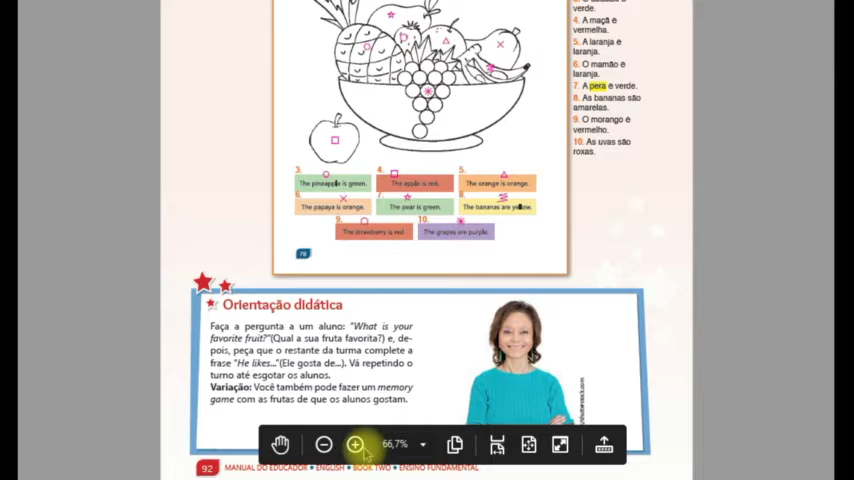 verde.
4. A maçã é
vermelha.
5. A laranja é
laranja.
6. O mamão é
laranja.
7. A pera é verde.
8. As bananas são
amarelas.
9. O morango é
vermelho.
10. As uvas são
roxas.
3.
The pineapple is green.
4.
The apple is red.
5.
The orange is orange.
6.
The papaya is orange.
7.
The pear is green.
8.
The bananas are yellow.
9.
The strawberry is red.
10.
The grapes are purple.
78
Orientação didática
Faça a pergunta a um aluno: "What is your
favorite fruit?"(Qual a sua fruta favorita?) e, de-
pois, peça que o restante da turma complete a
frase "He likes..."(Ele gosta de...). Vá repetindo o
turno até esgotar os alunos.
Variação: Você também pode fazer um memory
game com as frutas de que os alunos gostam.
66,7%
92 MANUAL DO EDUCADOR • ENGLISH • BOOK TWO • ENSINO FUNDAMENTAL